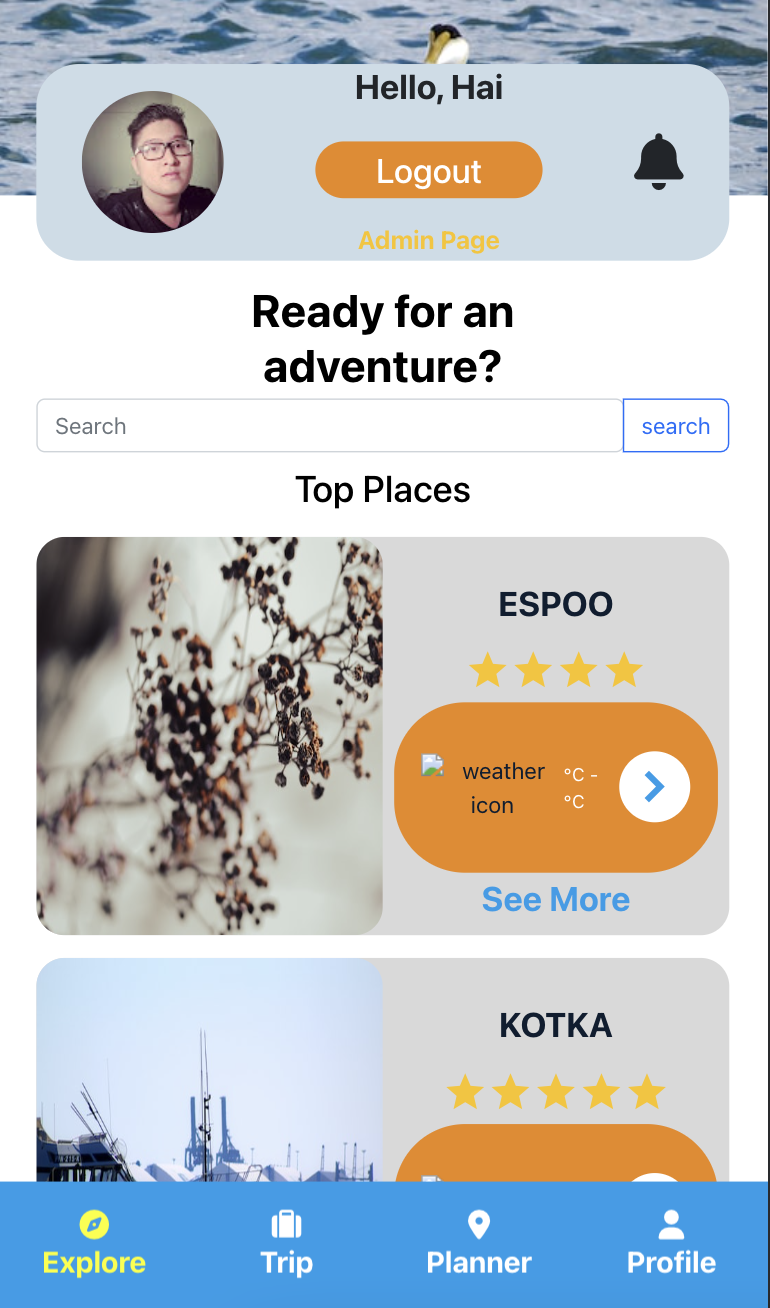 Hello, Hai
Logout
Admin Page
Ready for an
adventure?
Search
search
Top Places
ESPOO
weather
icon
°C -
°C
See More
KOTKA
Explore
Trip
Planner
Profile